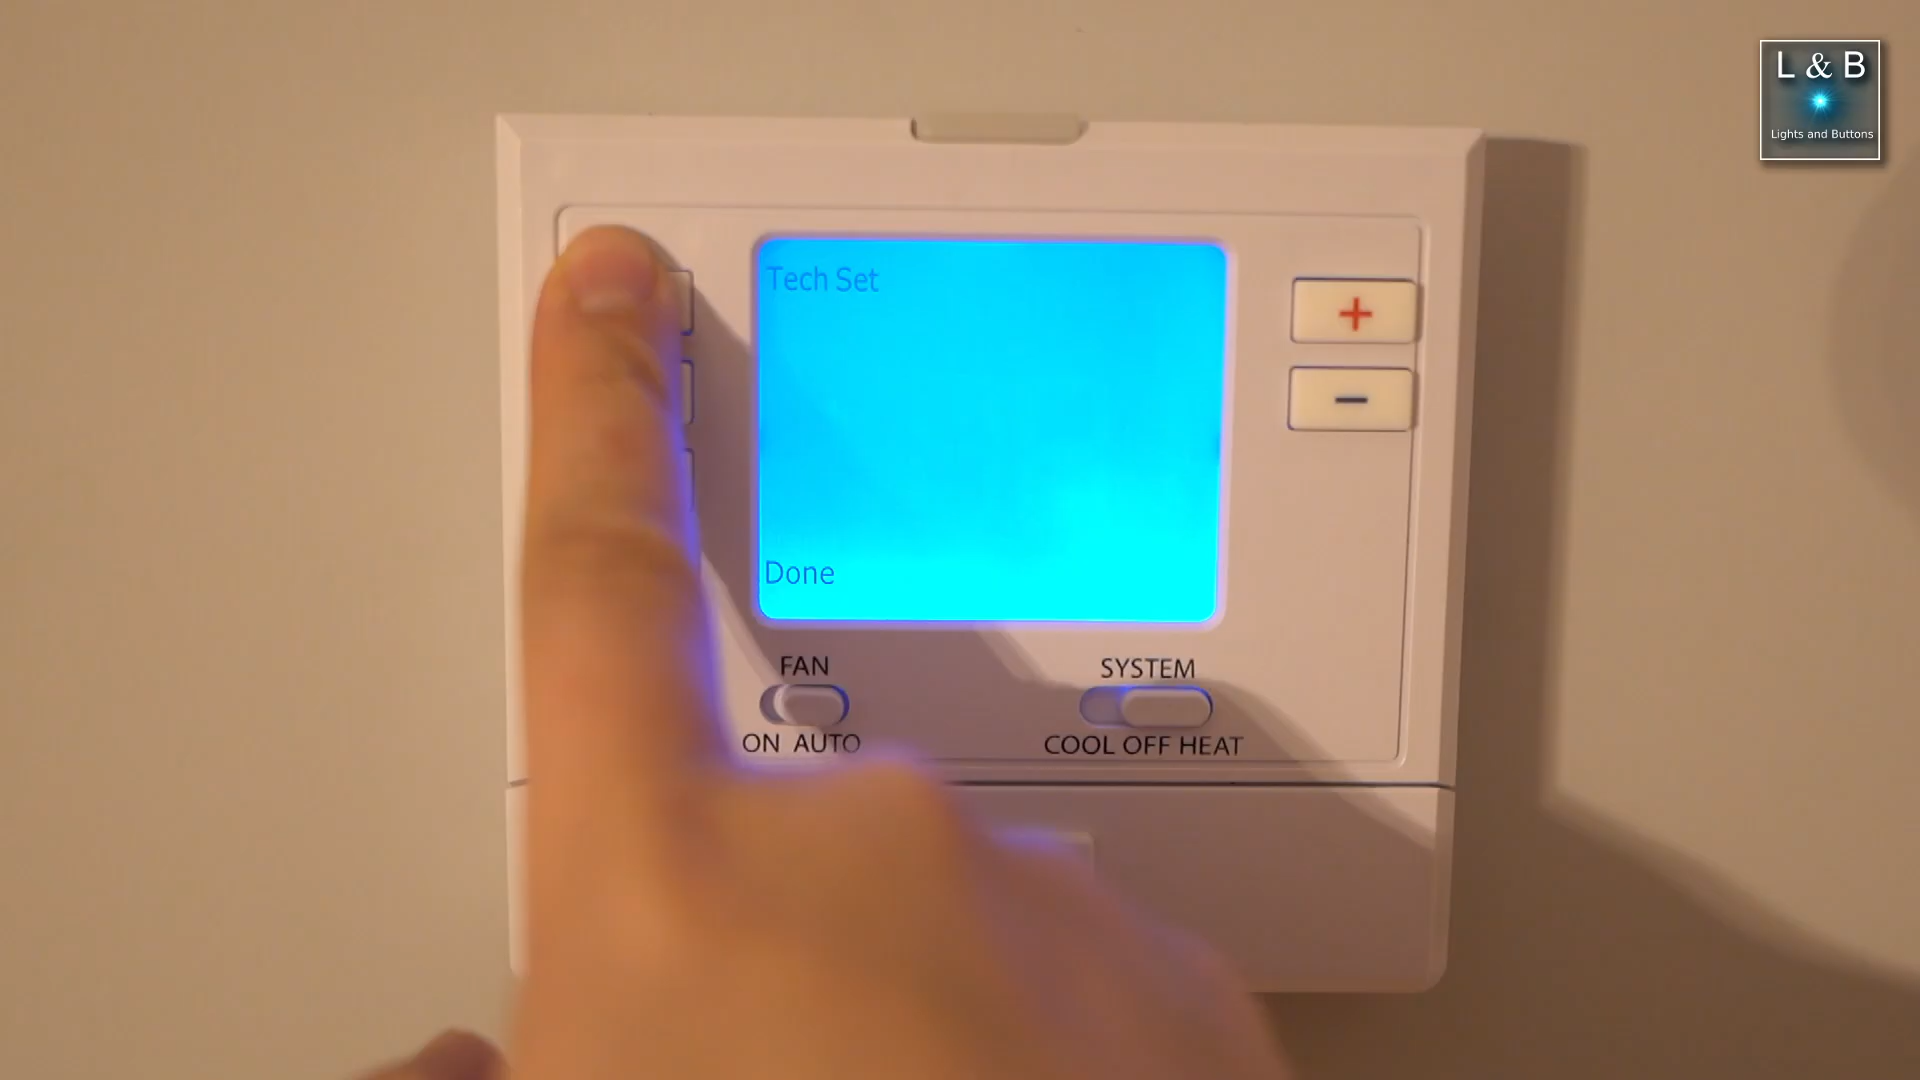 L & B
Lights and Buttons
Tech Set
+
−
Done
FAN
SYSTEM
ON AUTO
COOL OFF HEAT